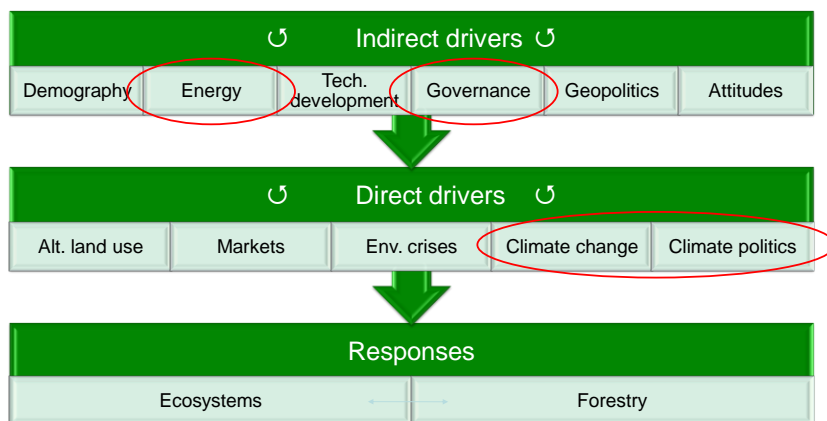 ↺ Indirect drivers ↺
Demography Energy Tech. development Governance Geopolitics Attitudes
↺ Direct drivers ↺
Alt. land use Markets Env. crises Climate change Climate politics
Responses
Ecosystems Forestry